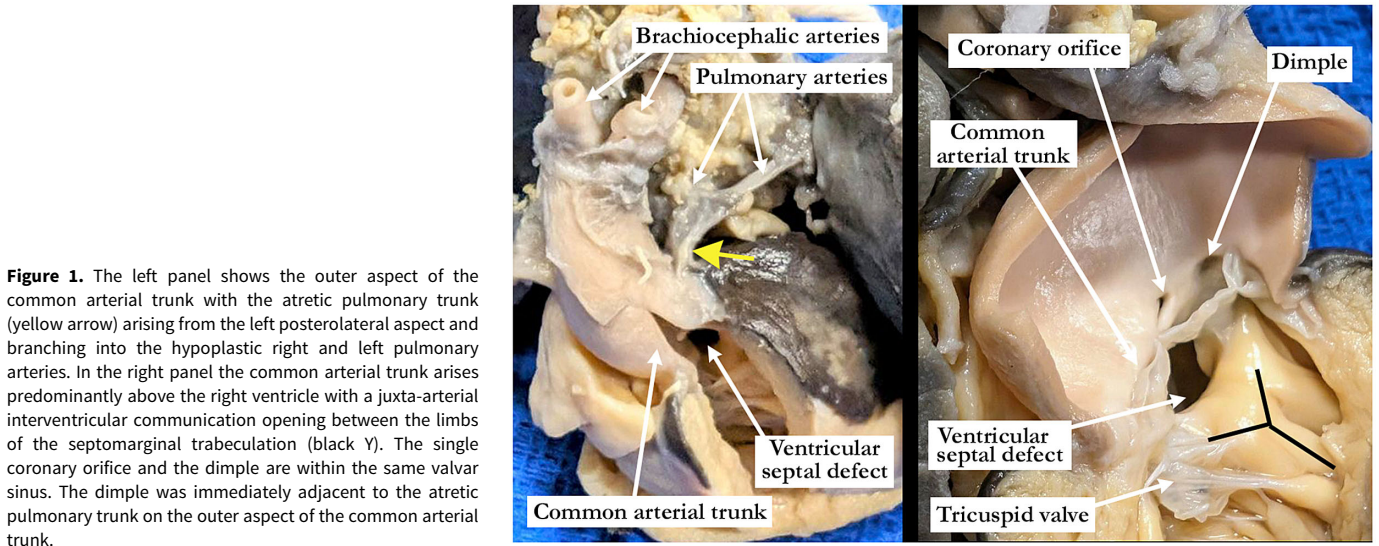 Figure 1. The left panel shows the outer aspect of the
common arterial trunk with the atretic pulmonary trunk
(yellow arrow) arising from the left posterolateral aspect and
branching into the hypoplastic right and left pulmonary
arteries. In the right panel the common arterial trunk arises
predominantly above the right ventricle with a juxta-arterial
interventricular communication opening between the limbs
of the septomarginal trabeculation (black Y). The single
coronary orifice and the dimple are within the same valvar
sinus. The dimple was immediately adjacent to the atretic
pulmonary trunk on the outer aspect of the common arterial
trunk.
Brachiocephalic arteries
Pulmonary arteries
Ventricular
septal defect
Common arterial trunk
Coronary orifice
Dimple
Common
arterial trunk
Ventricular
septal defect
Tricuspid valve